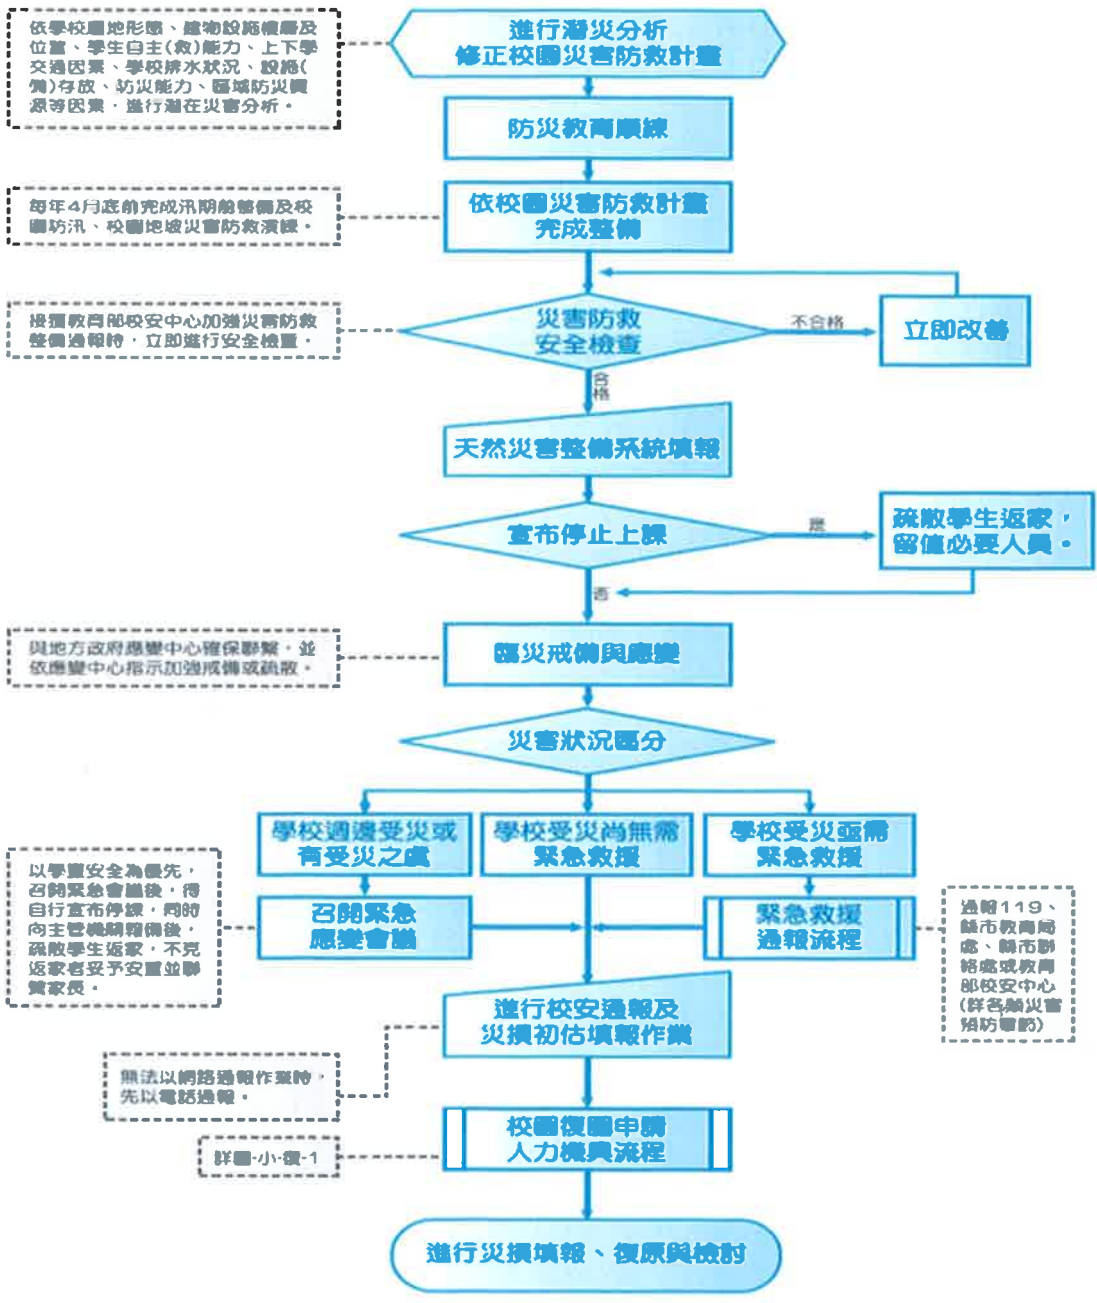 依學校園地形態、建物設施樓層及
位置、學生自主(救)能力、上下學
交通因素、學校排水狀況、設施(
備)存放、防災能力、區域防災資
源等因素，進行潛在災害分析。
進行潛災分析
修正校園災害防救計畫
防災教育訓練
每年4月底前完成汛期前整備及校
園防汛、校園地坡災害防救演練。
依校園災害防救計畫
完成整備
接獲教育部校安中心加強災害防救
整備通報時，立即進行安全檢查。
災害防救
安全檢查
不合格
立即改善
合
格
天然災害整備系統填報
宣布停止上課
是
疏散學生返家，
留值必要人員。
否
與地方政府應變中心確保聯繫，並
依應變中心指示加強戒備或疏散。
臨災戒備與應變
災害狀況區分
學校週邊受災或
有受災之虞
學校受災尚無需
緊急救援
學校受災亟需
緊急救援
以學童安全為優先，
召開緊急會議後，得
自行宣布停課，同時
向主管機關報備後，
疏散學生返家，不克
返家者妥予安置並聯
繫家長。
召開緊急
應變會議
緊急救援
通報流程
通報119、
縣市教育局
處、縣市聯
絡處或教育
部校安中心
(詳各類災害
預防章節)
進行校安通報及
災損初估填報作業
無法以網路通報作業時，
先以電話通報。
校園復園申請
人力機具流程
詳圖-小-復-1
進行災損填報、復原與檢討